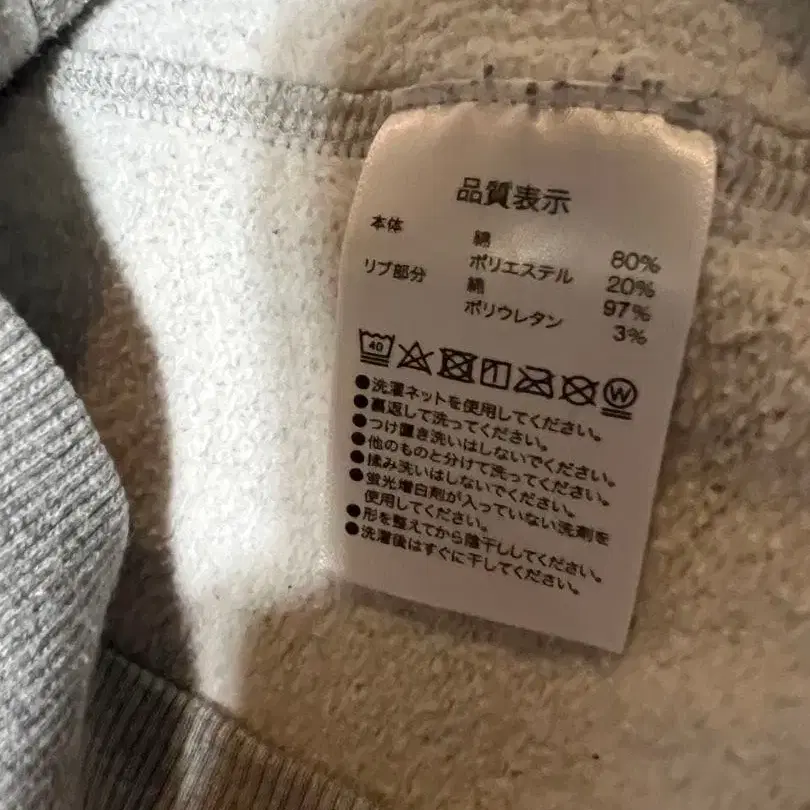 品質表示
本体 綿 80%
ポリエステル 20%
リブ部分 綿 97%
ポリウレタン 3%
40
W
●洗濯ネットを使用してください。
●裏返して洗ってください。
●つけ置き洗いはしないでください。
●他のものと分けて洗ってください。
●揉み洗いはしないでください。
●蛍光増白剤が入っていない洗剤を
使用してください。
●形を整えてから陰干ししてください。
●洗濯後はすぐに干してください。